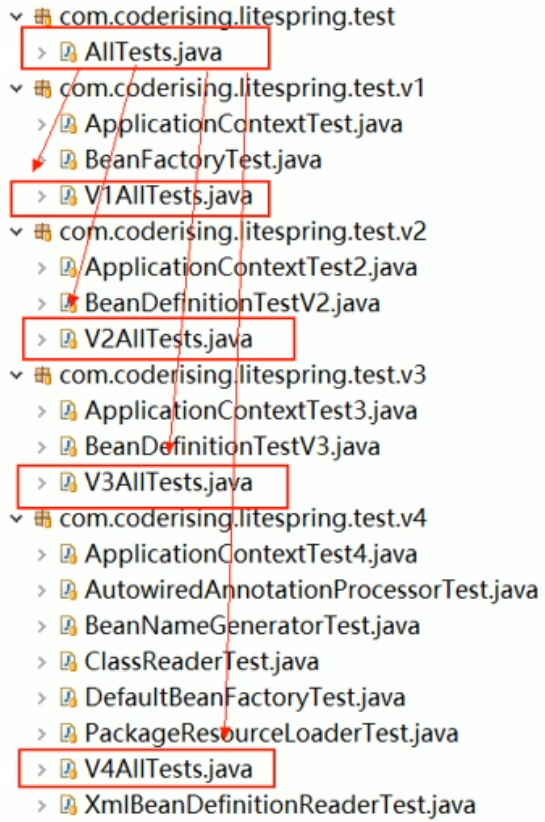 com.coderising.litespring.test
AllTests.java
com.coderising.litespring.test.v1
ApplicationContextTest.java
BeanFactoryTest.java
V1AllTests.java
com.coderising.litespring.test.v2
ApplicationContextTest2.java
BeanDefinitionTestV2.java
V2AllTests.java
com.coderising.litespring.test.v3
ApplicationContextTest3.java
BeanDefinitionTestV3.java
V3AllTests.java
com.coderising.litespring.test.v4
ApplicationContextTest4.java
AutowiredAnnotationProcessorTest.java
BeanNameGeneratorTest.java
ClassReaderTest.java
DefaultBeanFactoryTest.java
PackageResourceLoaderTest.java
V4AllTests.java
XmlBeanDefinitionReaderTest.java